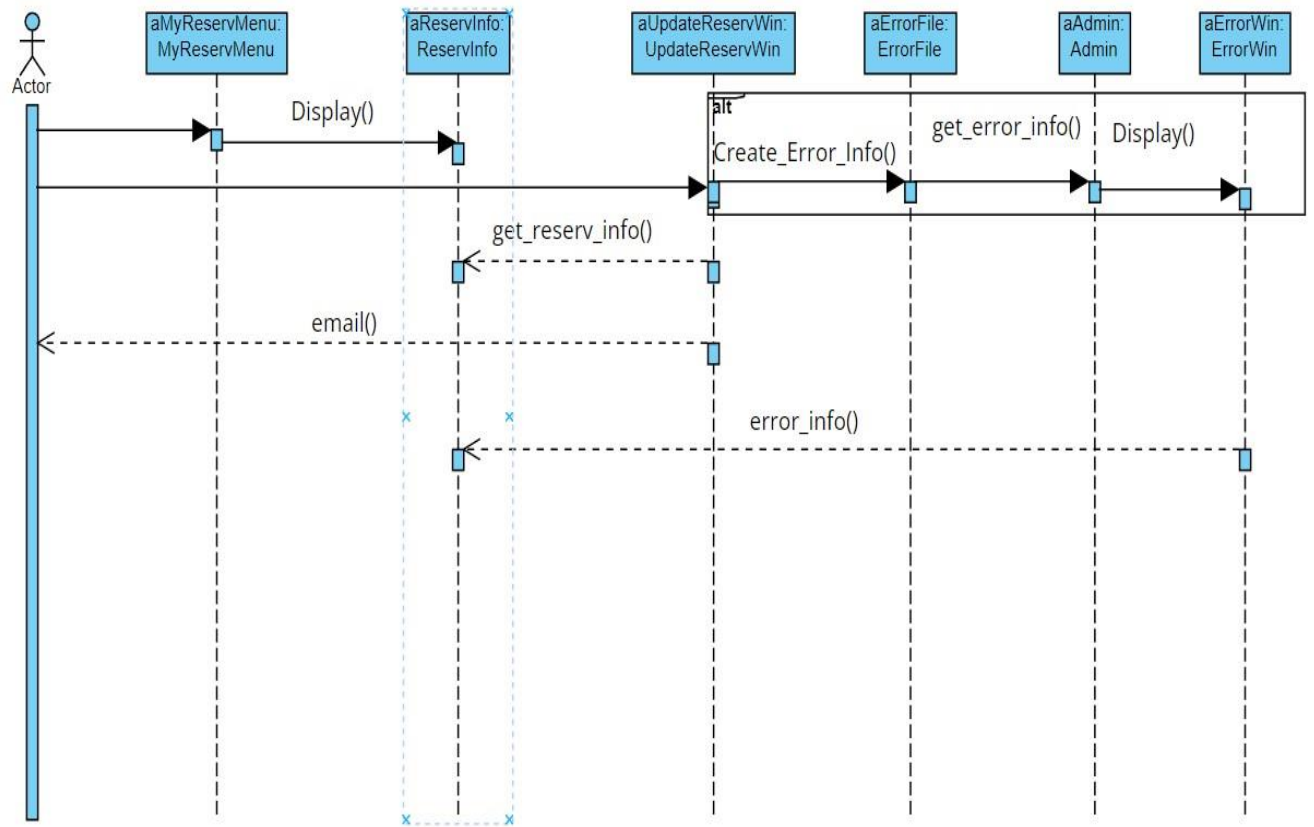 aMyReservMenu:
MyReservMenu
aReservInfo:
ReservInfo
aUpdateReservWin:
UpdateReservWin
aErrorFile:
ErrorFile
aAdmin:
Admin
aErrorWin:
ErrorWin
Actor
alt
Display()
get_error_info()
Display()
Create_Error_Info()
get_reserv_info()
email()
error_info()